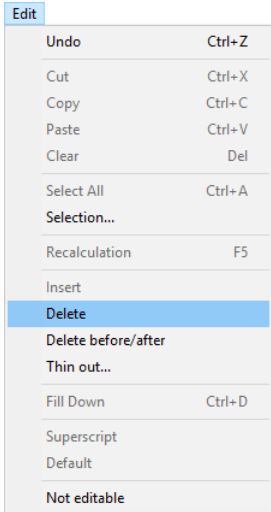 Edit
Undo Ctrl+Z
Cut Ctrl+X
Copy Ctrl+C
Paste Ctrl+V
Clear Del
Select All Ctrl+A
Selection...
Recalculation F5
Insert
Delete
Delete before/after
Thin out...
Fill Down Ctrl+D
Superscript
Default
Not editable